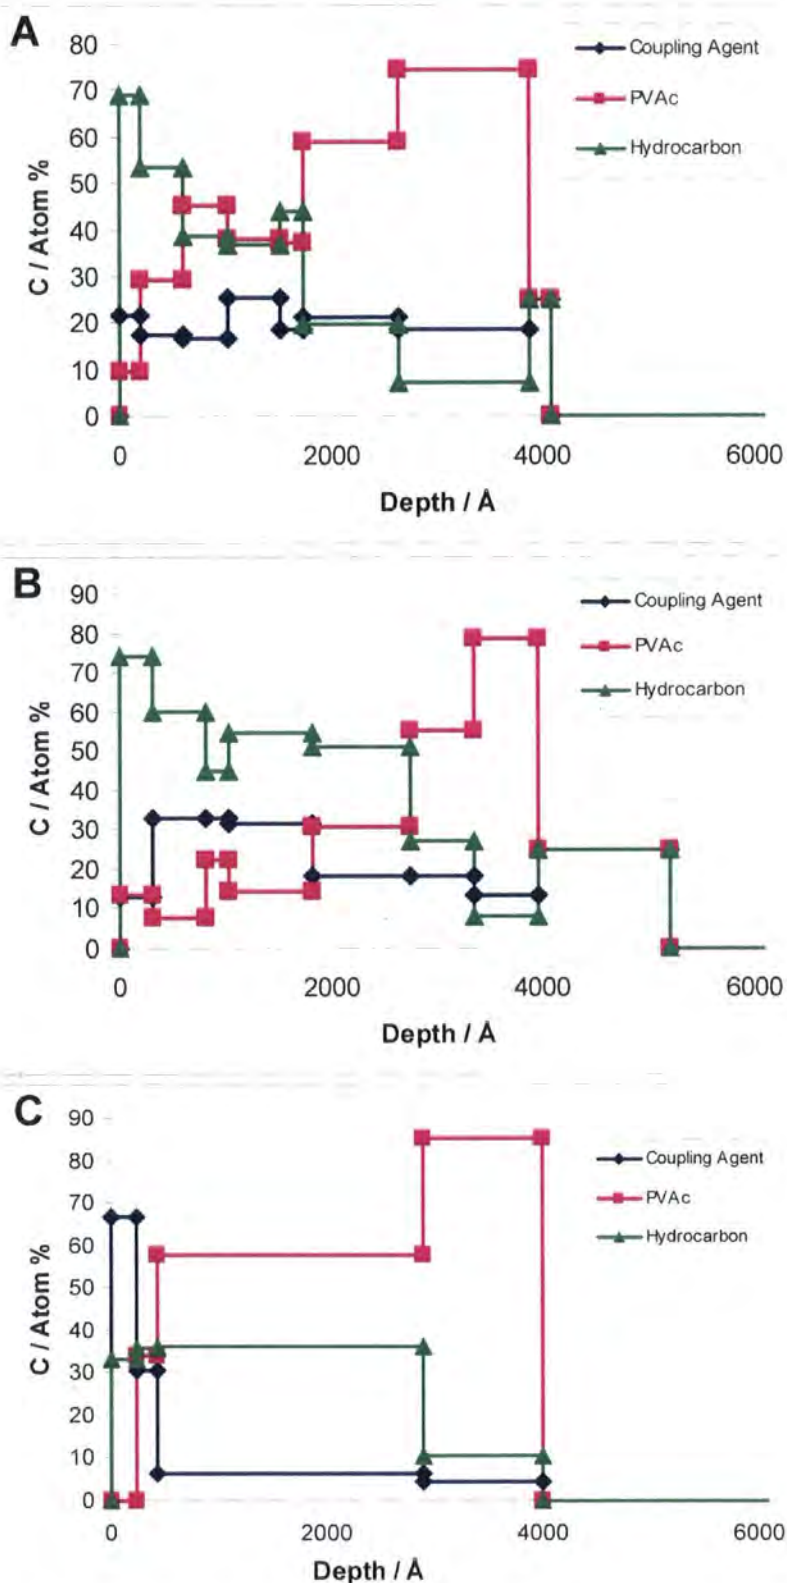 A
80
70
60
50
40
30
20
10
0
C / Atom %
0 2000 4000 6000
Depth / Å
Coupling Agent
PVAc
Hydrocarbon
B
90
80
70
60
50
40
30
20
10
0
C / Atom %
0 2000 4000 6000
Depth / Å
Coupling Agent
PVAc
Hydrocarbon
C
90
80
70
60
50
40
30
20
10
0
C / Atom %
0 2000 4000 6000
Depth / Å
Coupling Agent
PVAc
Hydrocarbon